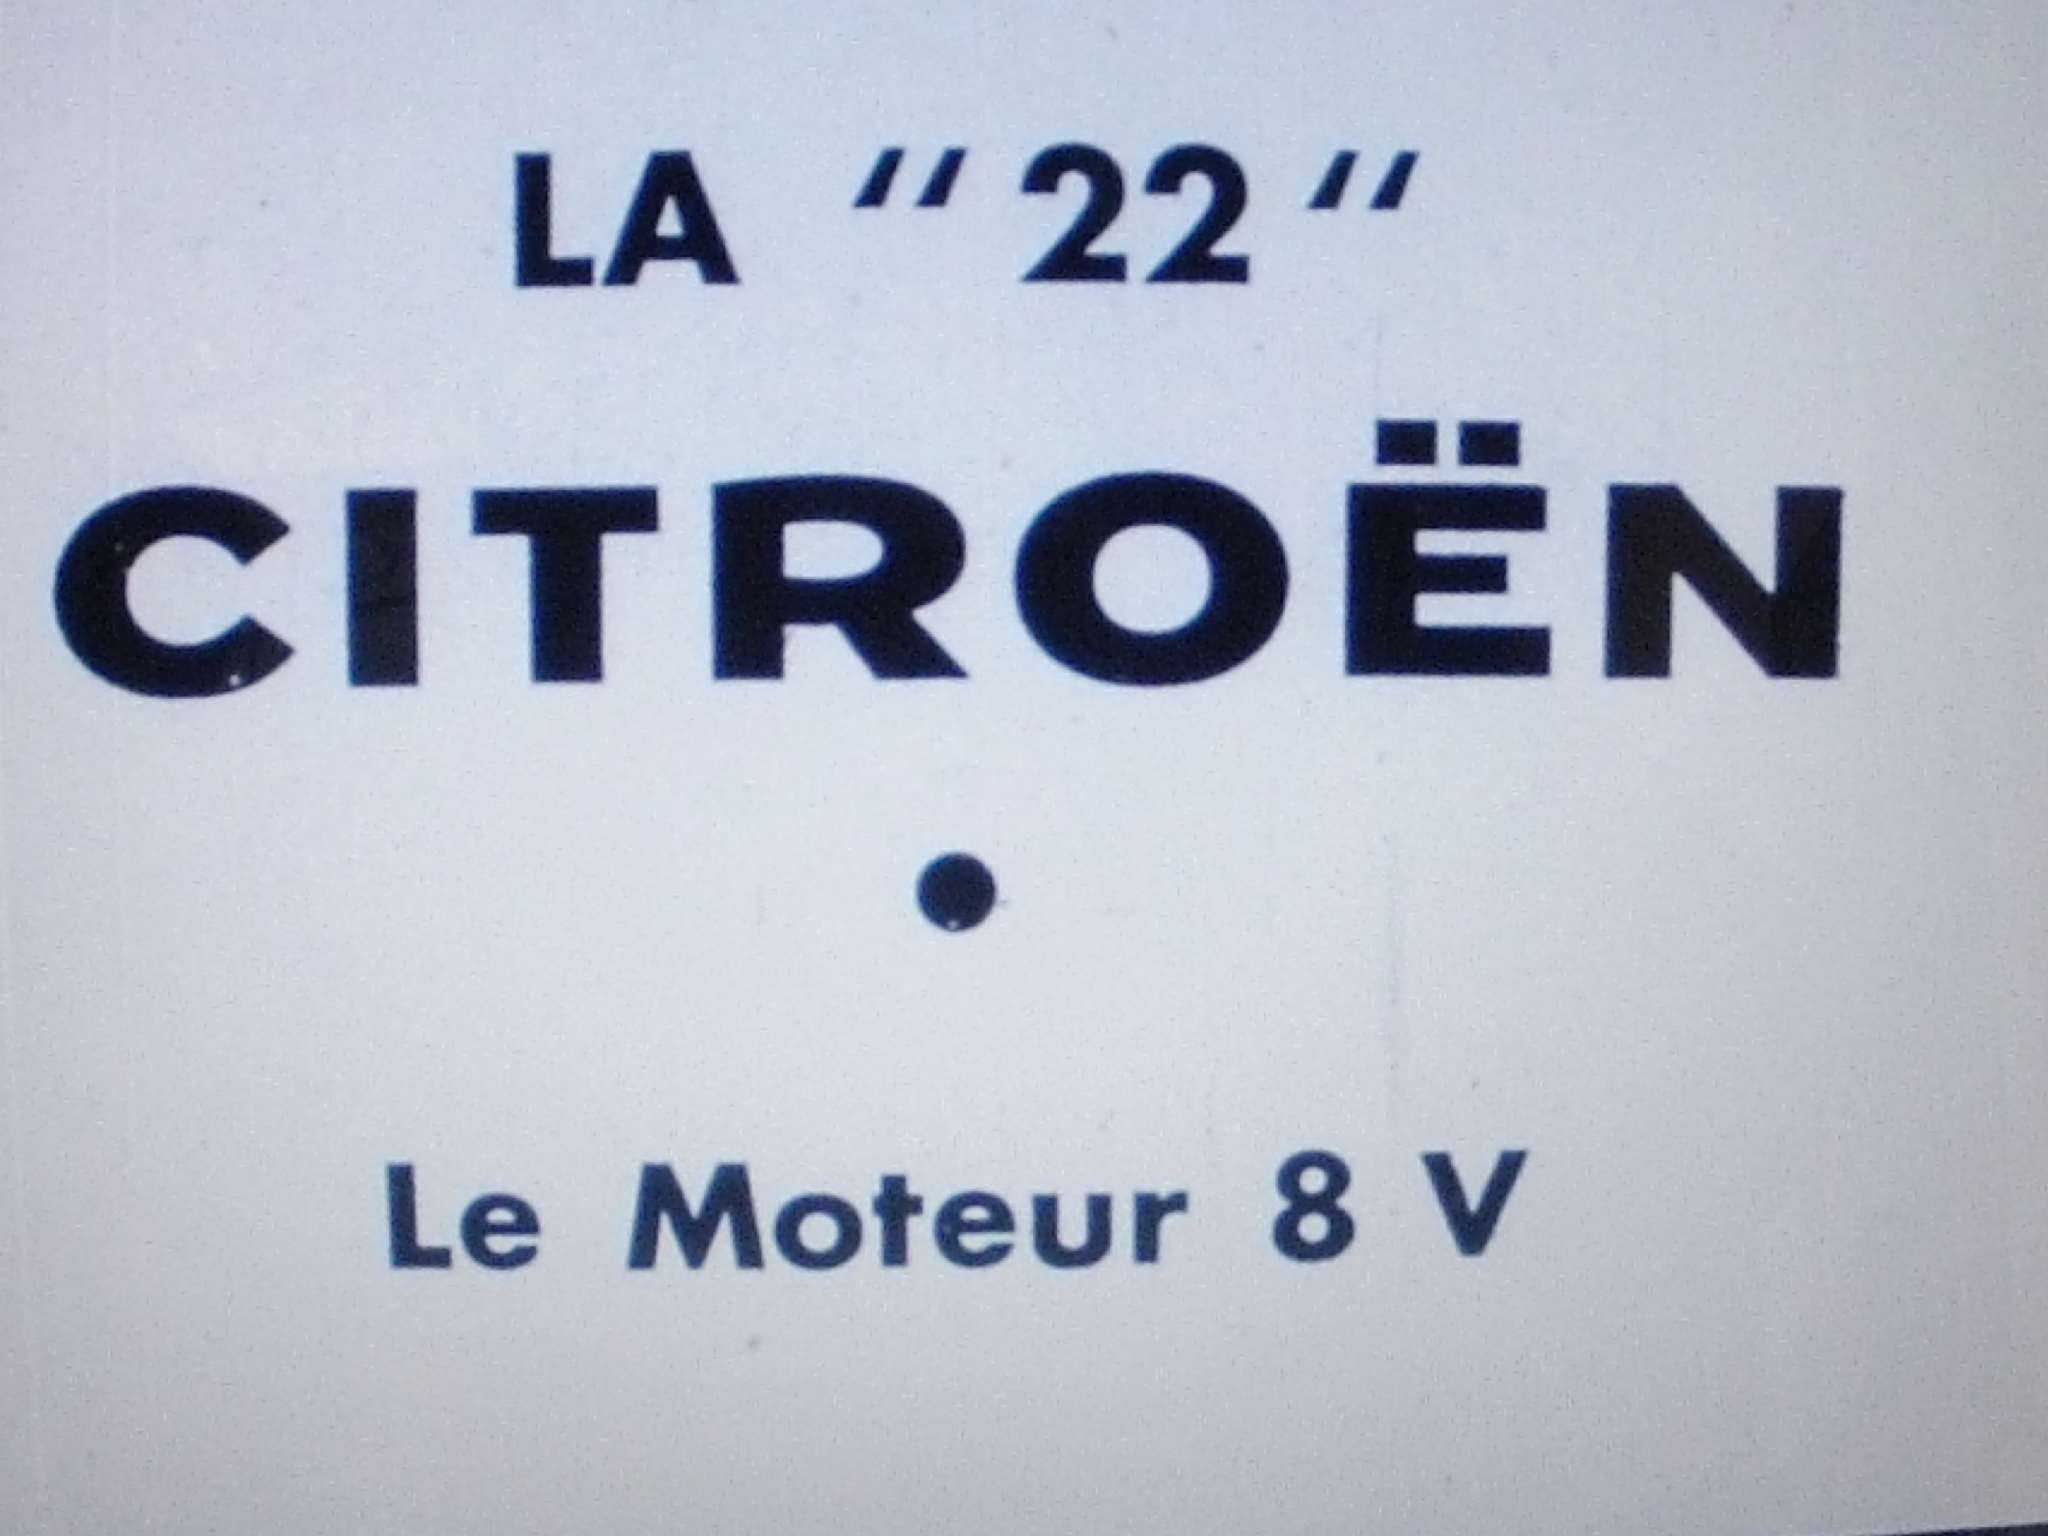 LA "22"
CITROËN
•
Le Moteur 8 V